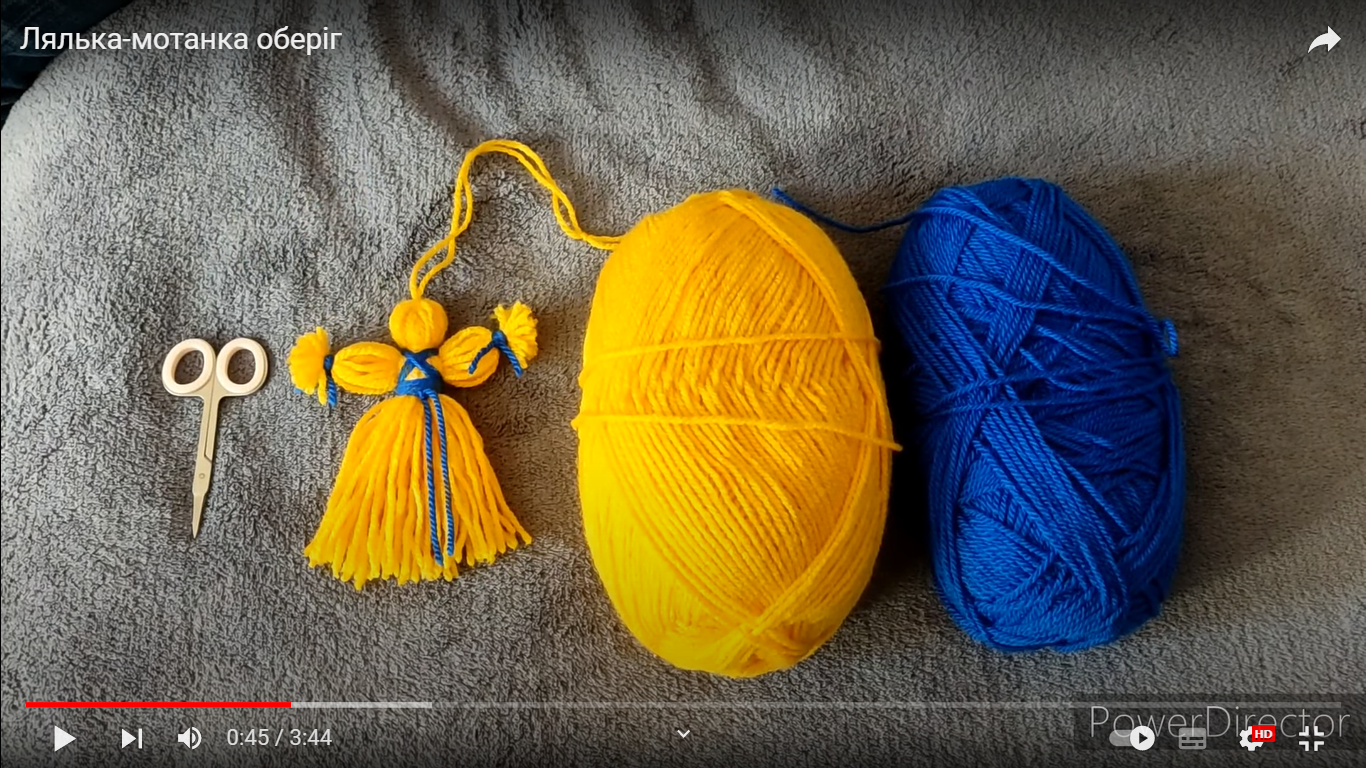 Лялька-мотанка оберіг
0:45 / 3:44
HD
PowerDirector